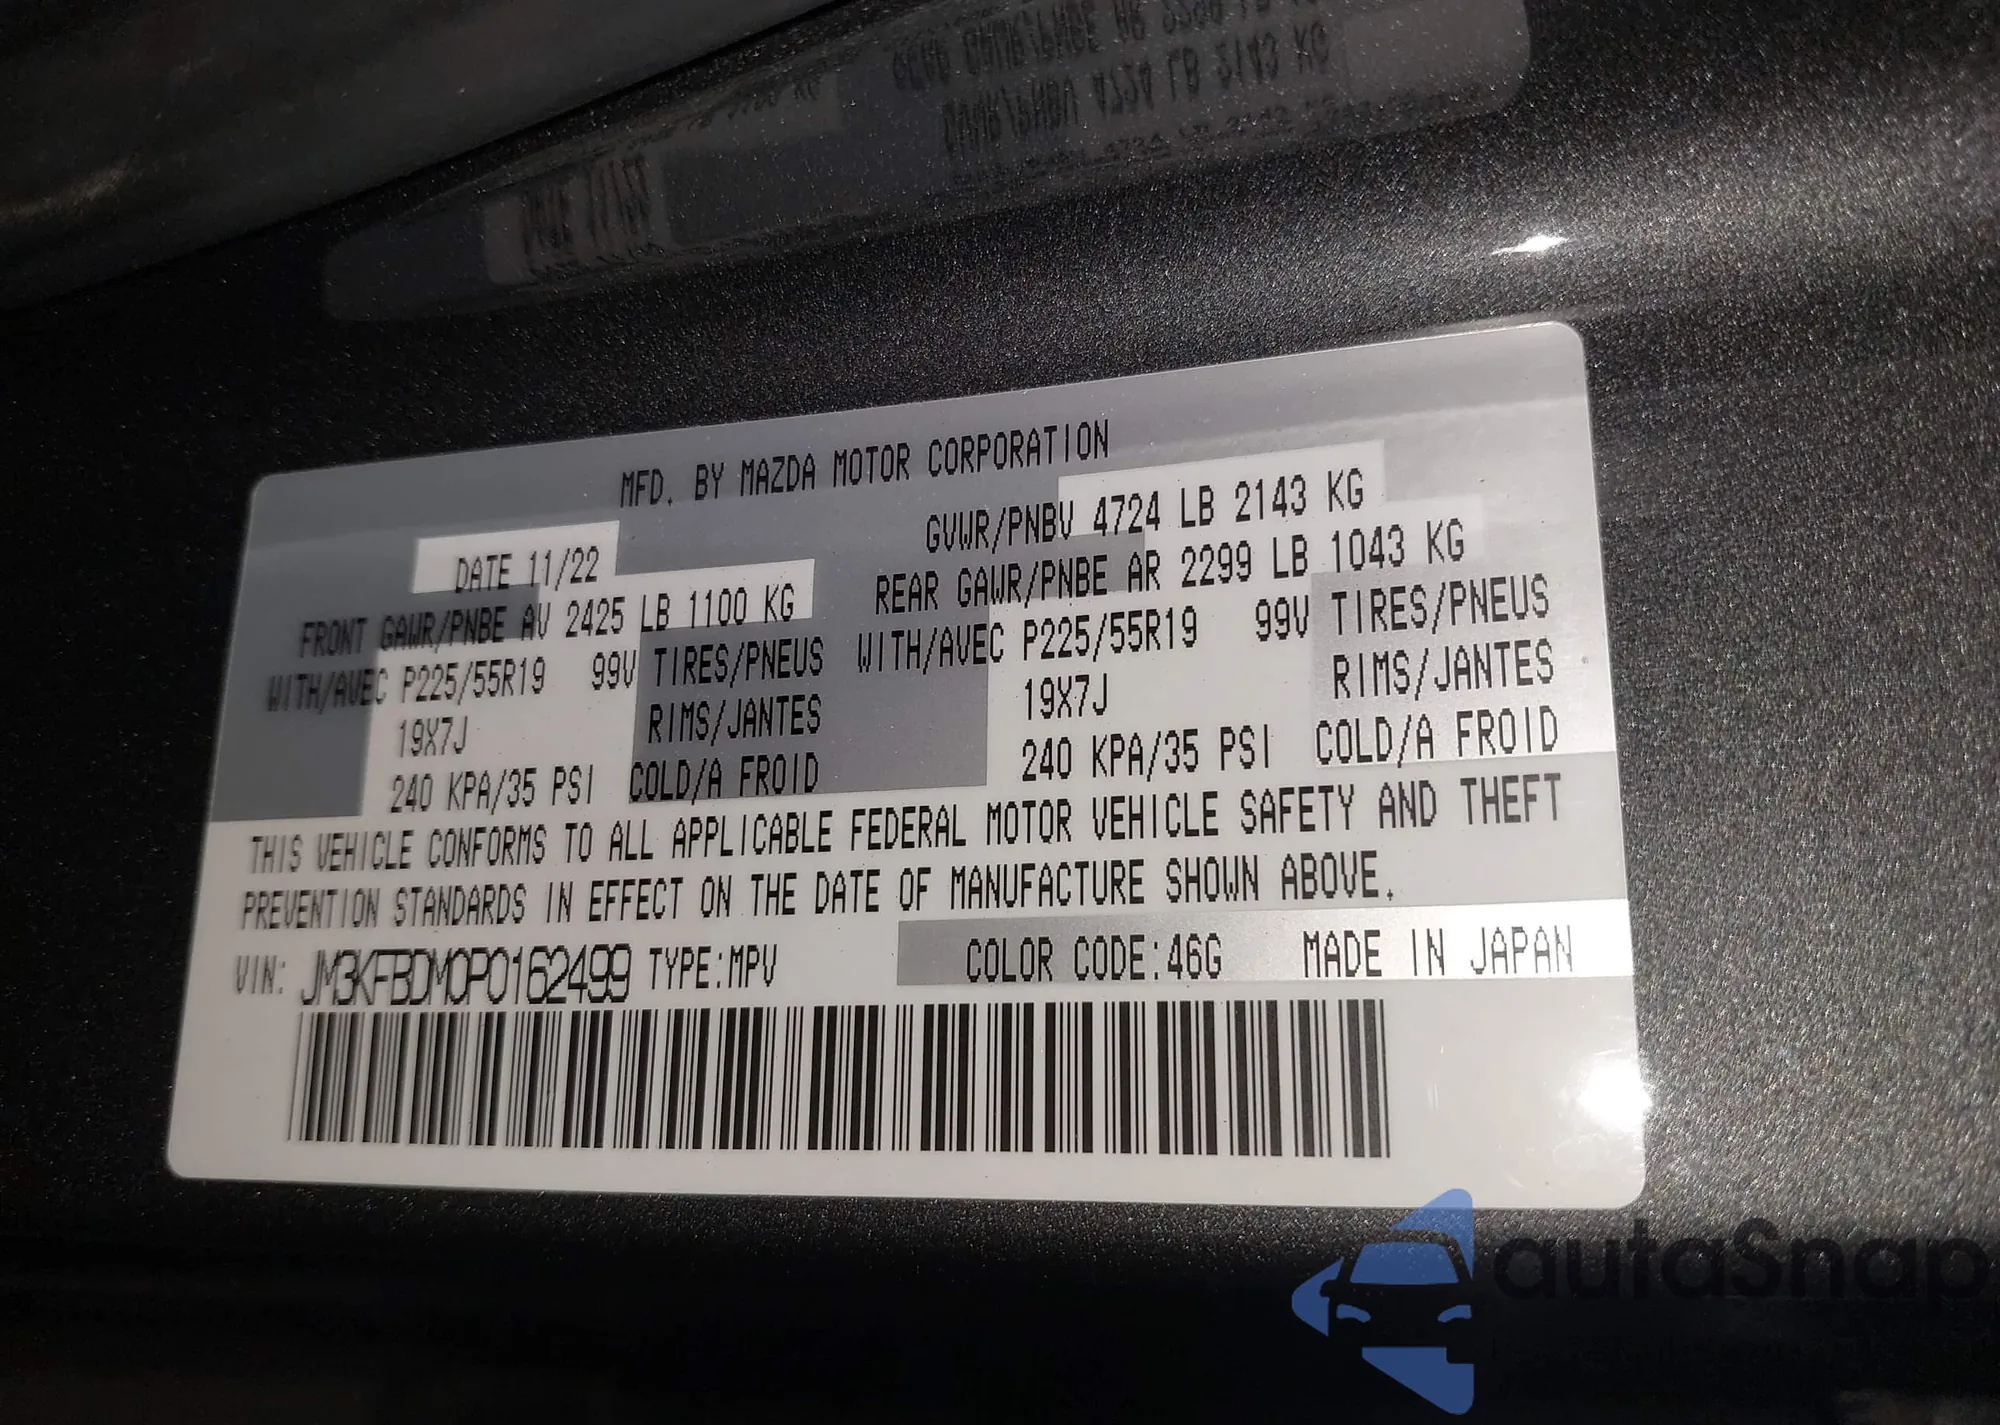 MFD. BY MAZDA MOTOR CORPORATION
DATE 11/22 GVWR/PNBV 4724 LB 2143 KG
FRONT GAWR/PNBE AV 2425 LB 1100 KG REAR GAWR/PNBE AR 2299 LB 1043 KG
WITH/AVEC P225/55R19 99V TIRES/PNEUS WITH/AVEC P225/55R19 99V TIRES/PNEUS
19X7J RIMS/JANTES 19X7J RIMS/JANTES
240 KPA/35 PSI COLD/A FROID 240 KPA/35 PSI COLD/A FROID
THIS VEHICLE CONFORMS TO ALL APPLICABLE FEDERAL MOTOR VEHICLE SAFETY AND THEFT
PREVENTION STANDARDS IN EFFECT ON THE DATE OF MANUFACTURE SHOWN ABOVE.
VIN: JM3KFBDM0P0162499 TYPE:MPV COLOR CODE:46G MADE IN JAPAN
autaSnap